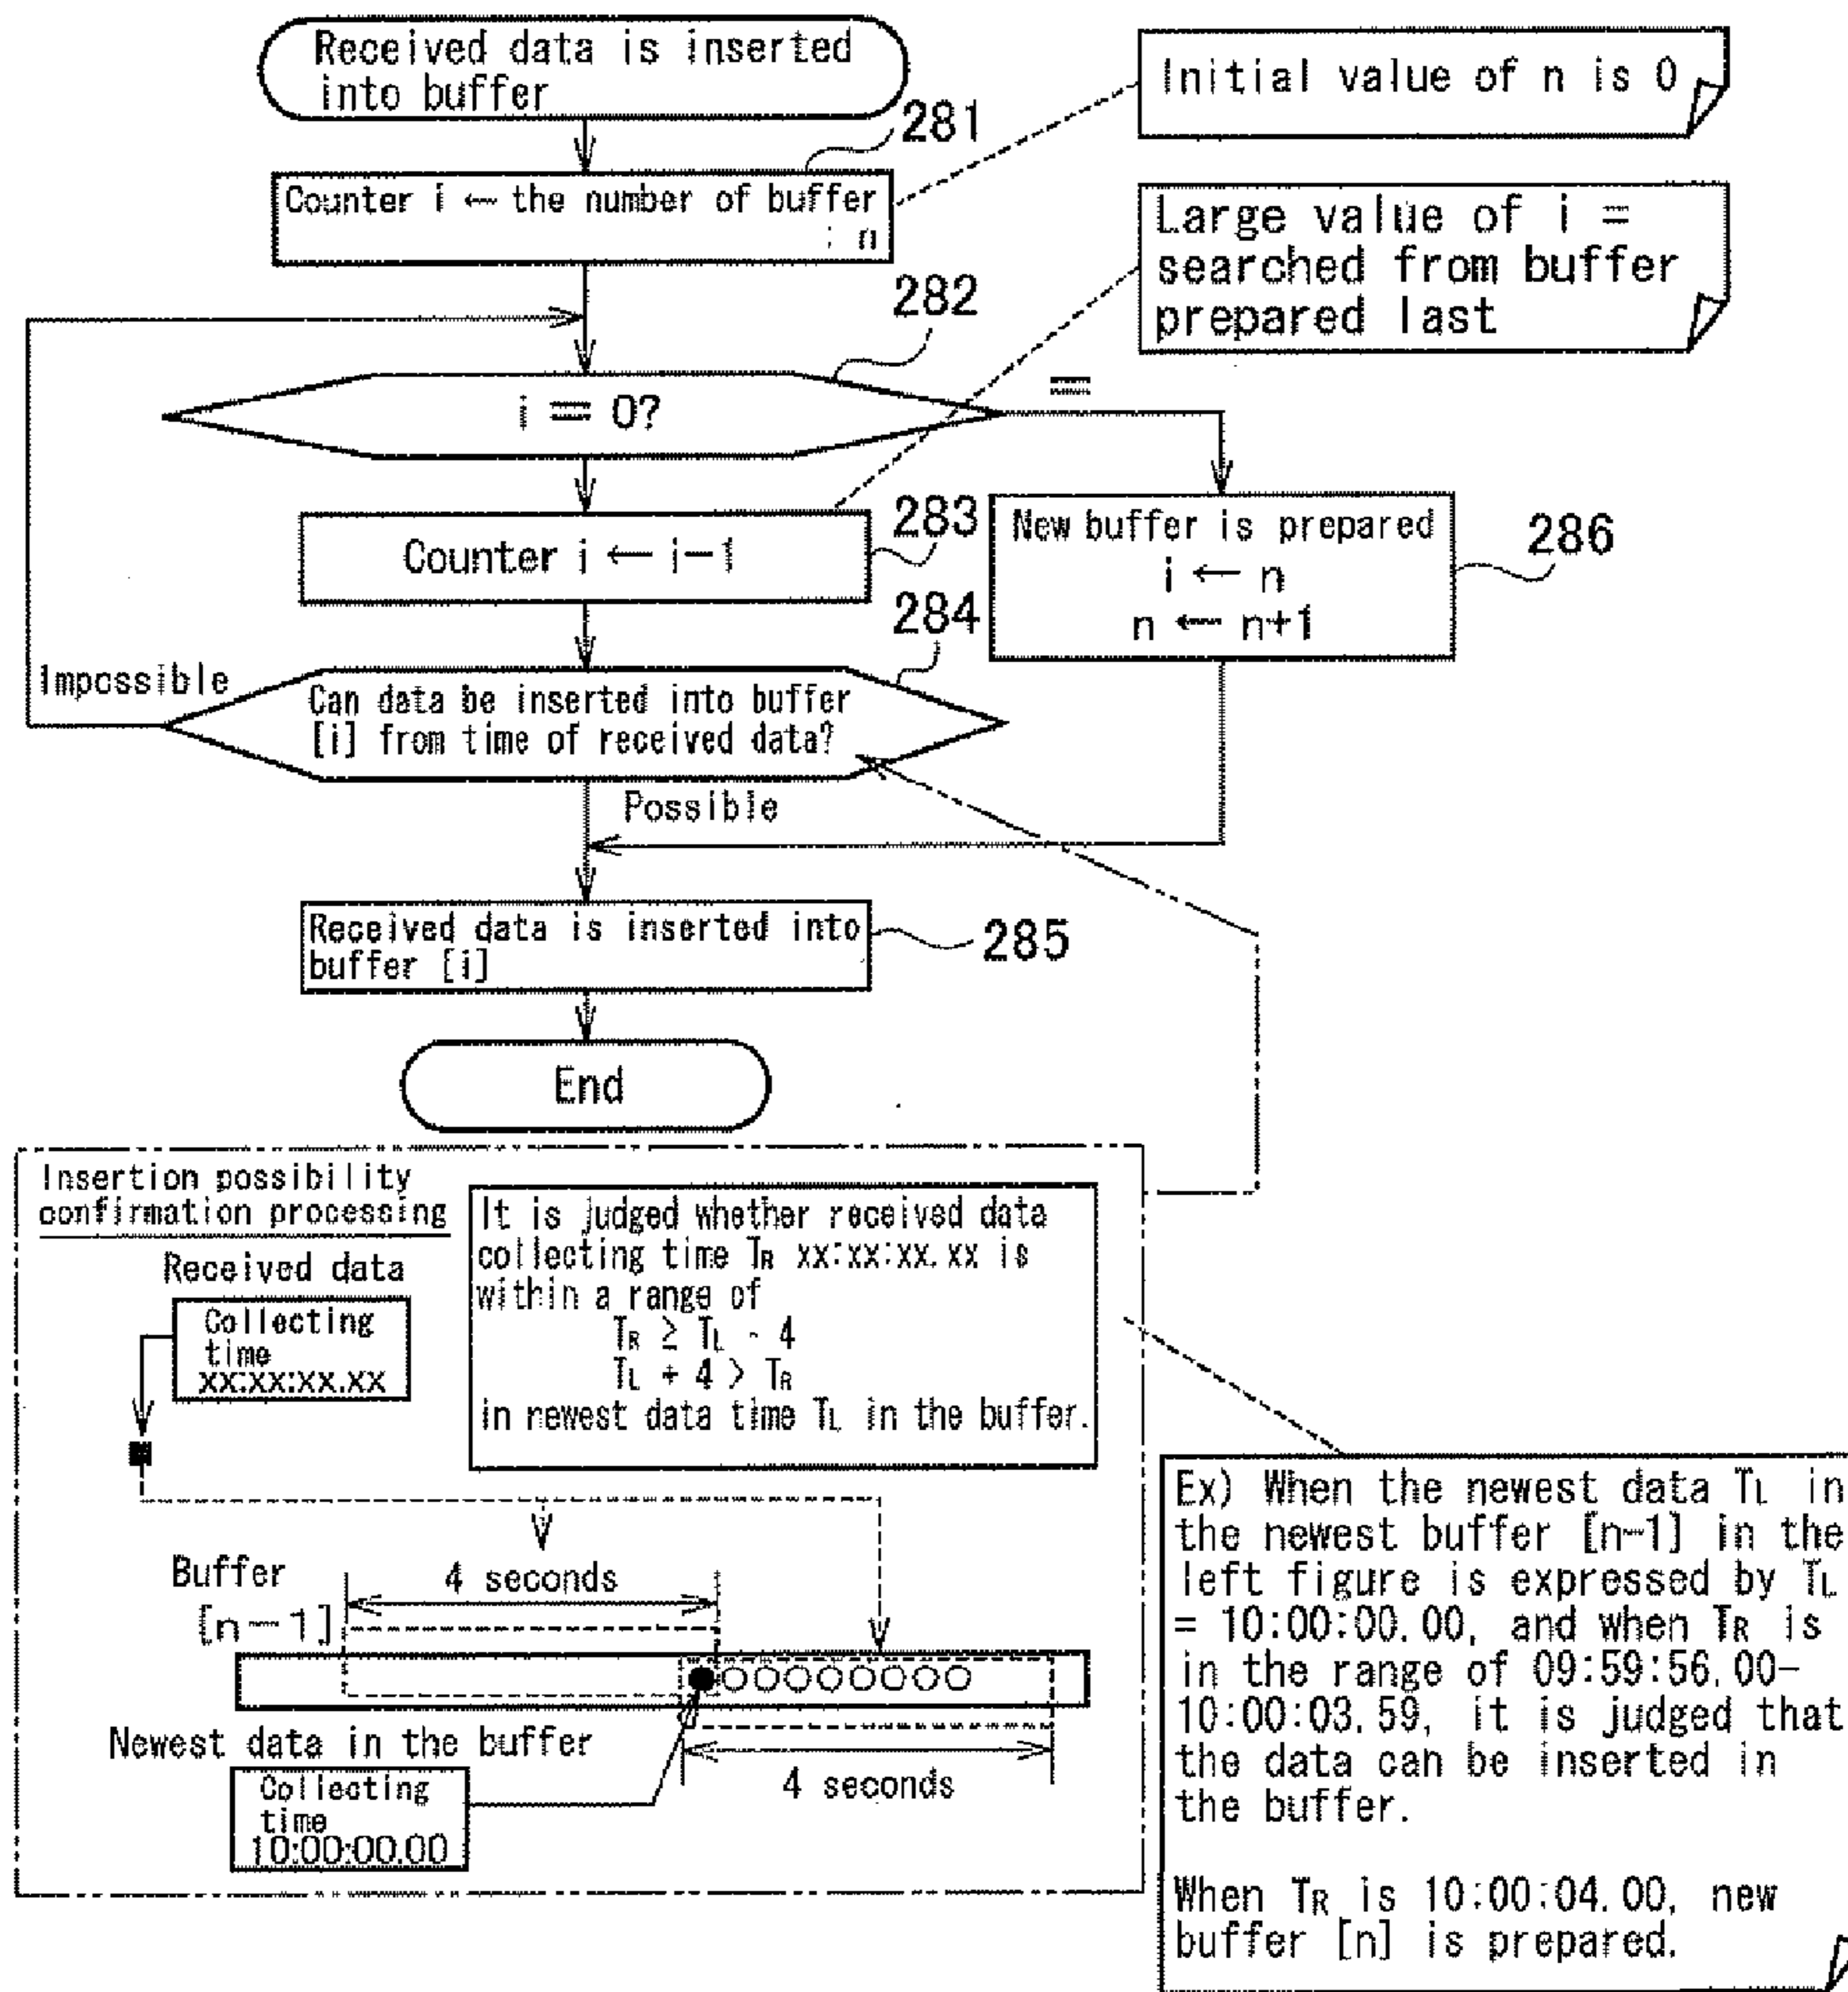 Received data is inserted
into buffer
Initial value of n is 0
281
Counter i ← the number of buffer
: n
Large value of i =
searched from buffer
prepared last
282
i = 0?
=
283
Counter i ← i-1
New buffer is prepared
i ← n
n ← n+1
286
284
Impossible
Can data be inserted into buffer
[i] from time of received data?
Possible
Received data is inserted into
buffer [i]
285
End
Insertion possibility
confirmation processing
Received data
Collecting
time
xx:xx:xx.xx
It is judged whether received data
collecting time TR xx:xx:xx.xx is
within a range of
TR ≥ TL - 4
TL + 4 > TR
in newest data time TL in the buffer.
Buffer
[n-1]
4 seconds
Newest data in the buffer
4 seconds
Collecting
time
10:00:00.00
Ex) When the newest data TL in
the newest buffer [n-1] in the
left figure is expressed by TL
= 10:00:00.00, and when TR is
in the range of 09:59:56.00-
10:00:03.59, it is judged that
the data can be inserted in
the buffer.
When TR is 10:00:04.00, new
buffer [n] is prepared.